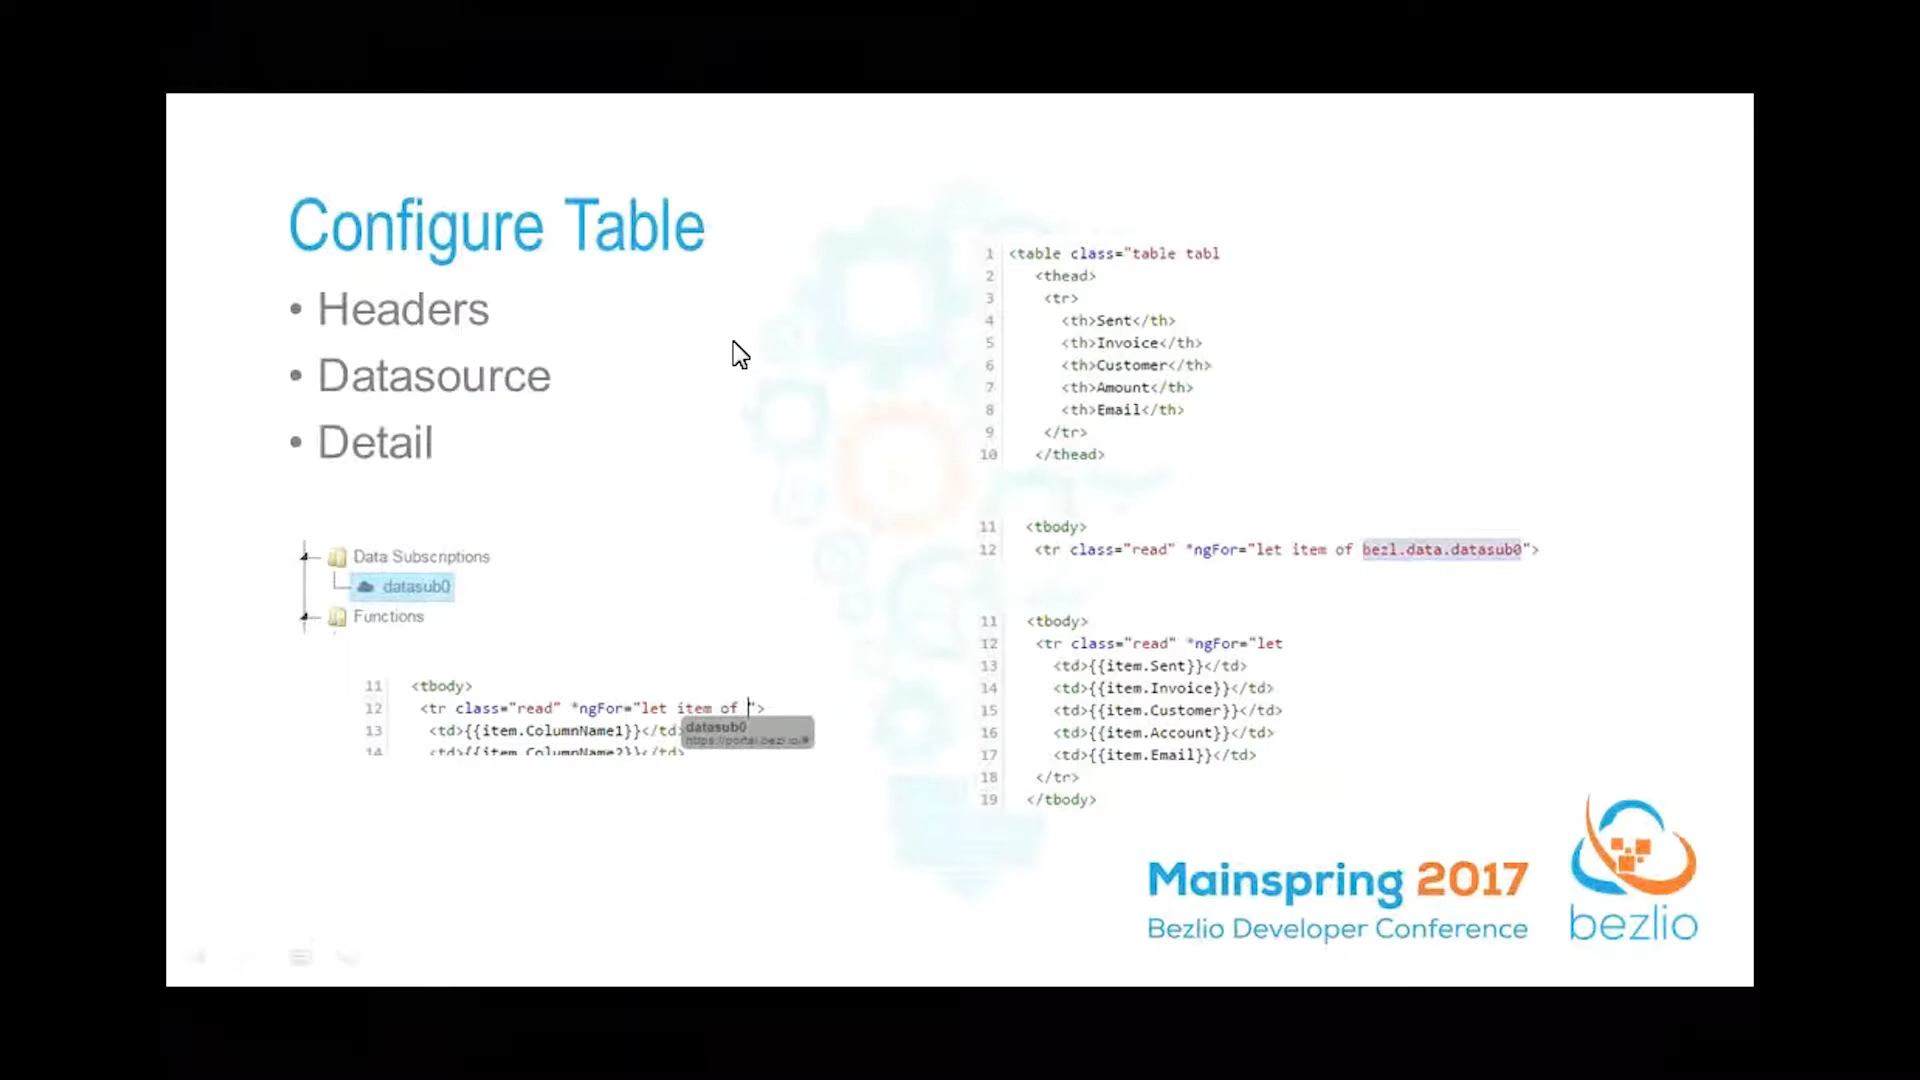 Configure Table
• Headers
• Datasource
• Detail
Data Subscriptions
datasub0
Functions
11 <tbody>
12 <tr class="read" *ngFor="let item of ">
13 <td>{{item.ColumnName1}}</td>
14 <td>{{item.ColumnName2}}</td>
datasub0
1 <table class="table tabl
2 <thead>
3 <tr>
4 <th>Sent</th>
5 <th>Invoice</th>
6 <th>Customer</th>
7 <th>Amount</th>
8 <th>Email</th>
9 </tr>
10 </thead>
11 <tbody>
12 <tr class="read" *ngFor="let item of bezl.data.datasub0">
11 <tbody>
12 <tr class="read" *ngFor="let
13 <td>{{item.Sent}}</td>
14 <td>{{item.Invoice}}</td>
15 <td>{{item.Customer}}</td>
16 <td>{{item.Account}}</td>
17 <td>{{item.Email}}</td>
18 </tr>
19 </tbody>
Mainspring 2017
Bezlio Developer Conference
bezlio